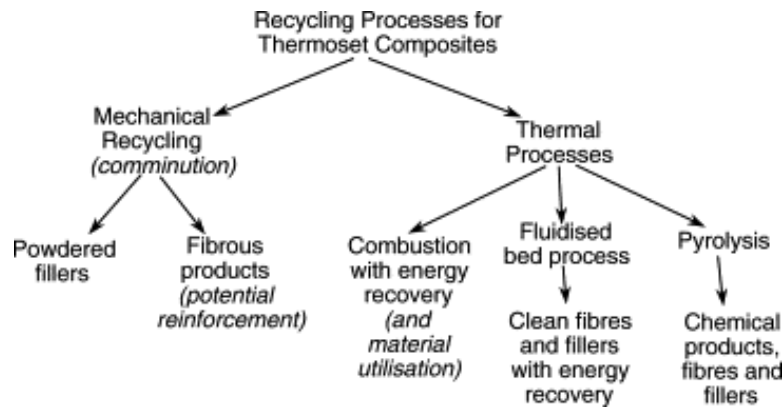 Recycling Processes for
Thermoset Composites
Mechanical
Recycling
(comminution)
Thermal
Processes
Powdered
fillers
Fibrous
products
(potential
reinforcement)
Combustion
with energy
recovery
(and
material
utilisation)
Fluidised
bed process
Clean fibres
and fillers
with energy
recovery
Pyrolysis
Chemical
products,
fibres and
fillers